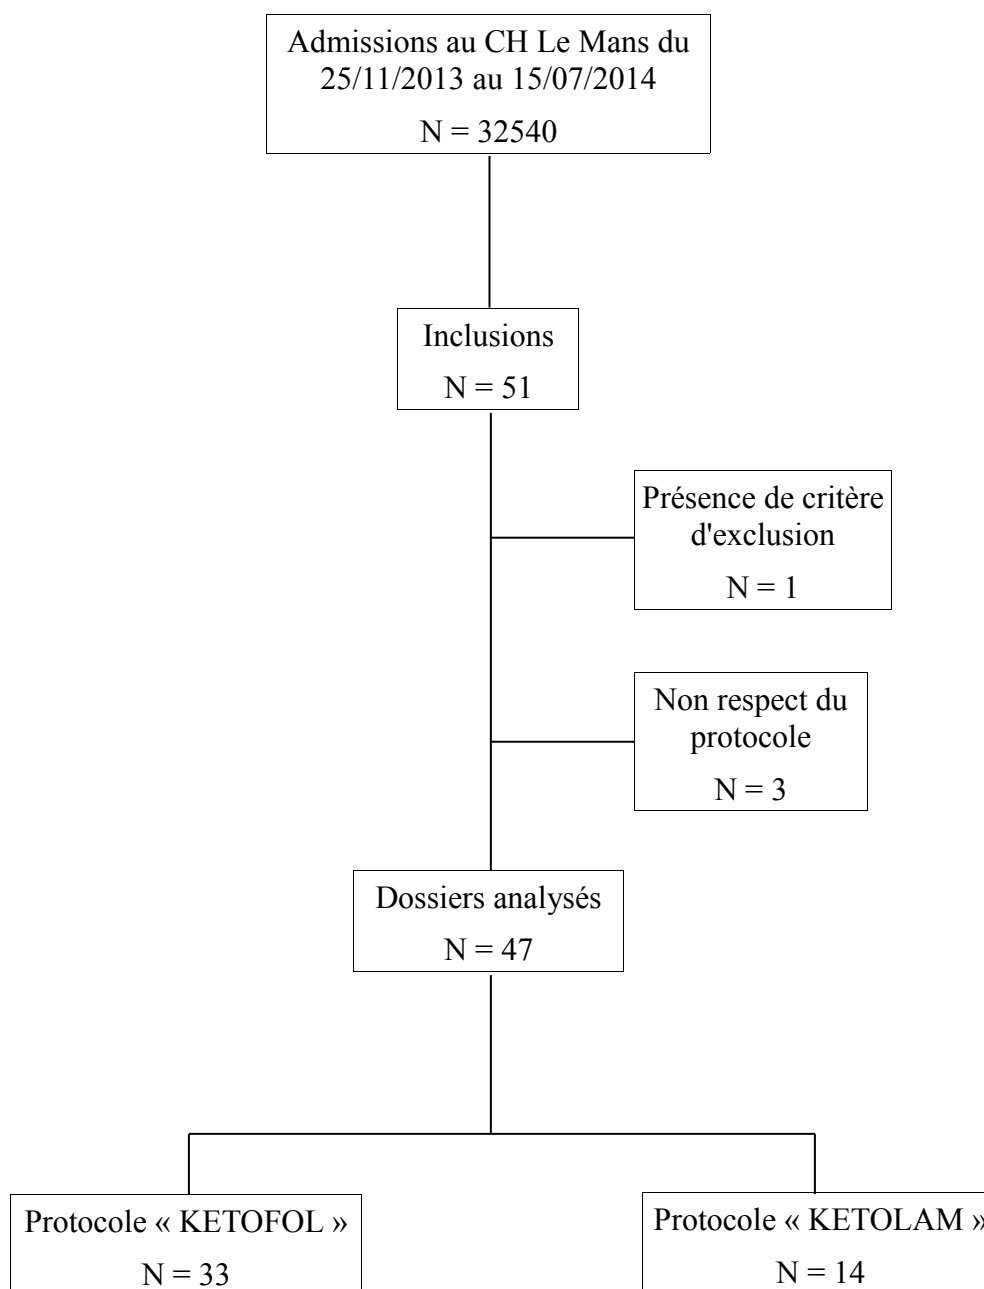 Admissions au CH Le Mans du
25/11/2013 au 15/07/2014
N = 32540
Inclusions
N = 51
Présence de critère
d'exclusion
N = 1
Non respect du
protocole
N = 3
Dossiers analysés
N = 47
Protocole « KETOFOL »
N = 33
Protocole « KETOLAM »
N = 14